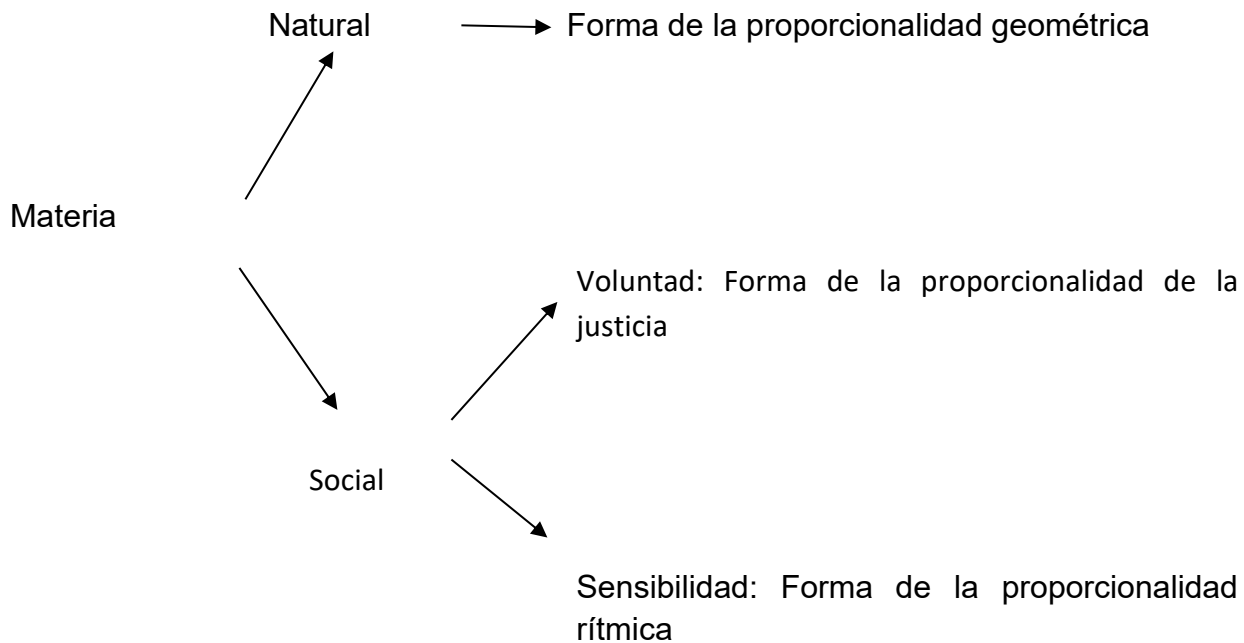 Natural
Forma de la proporcionalidad geométrica
Materia
Voluntad: Forma de la proporcionalidad de la
justicia
Social
Sensibilidad: Forma de la proporcionalidad
rítmica